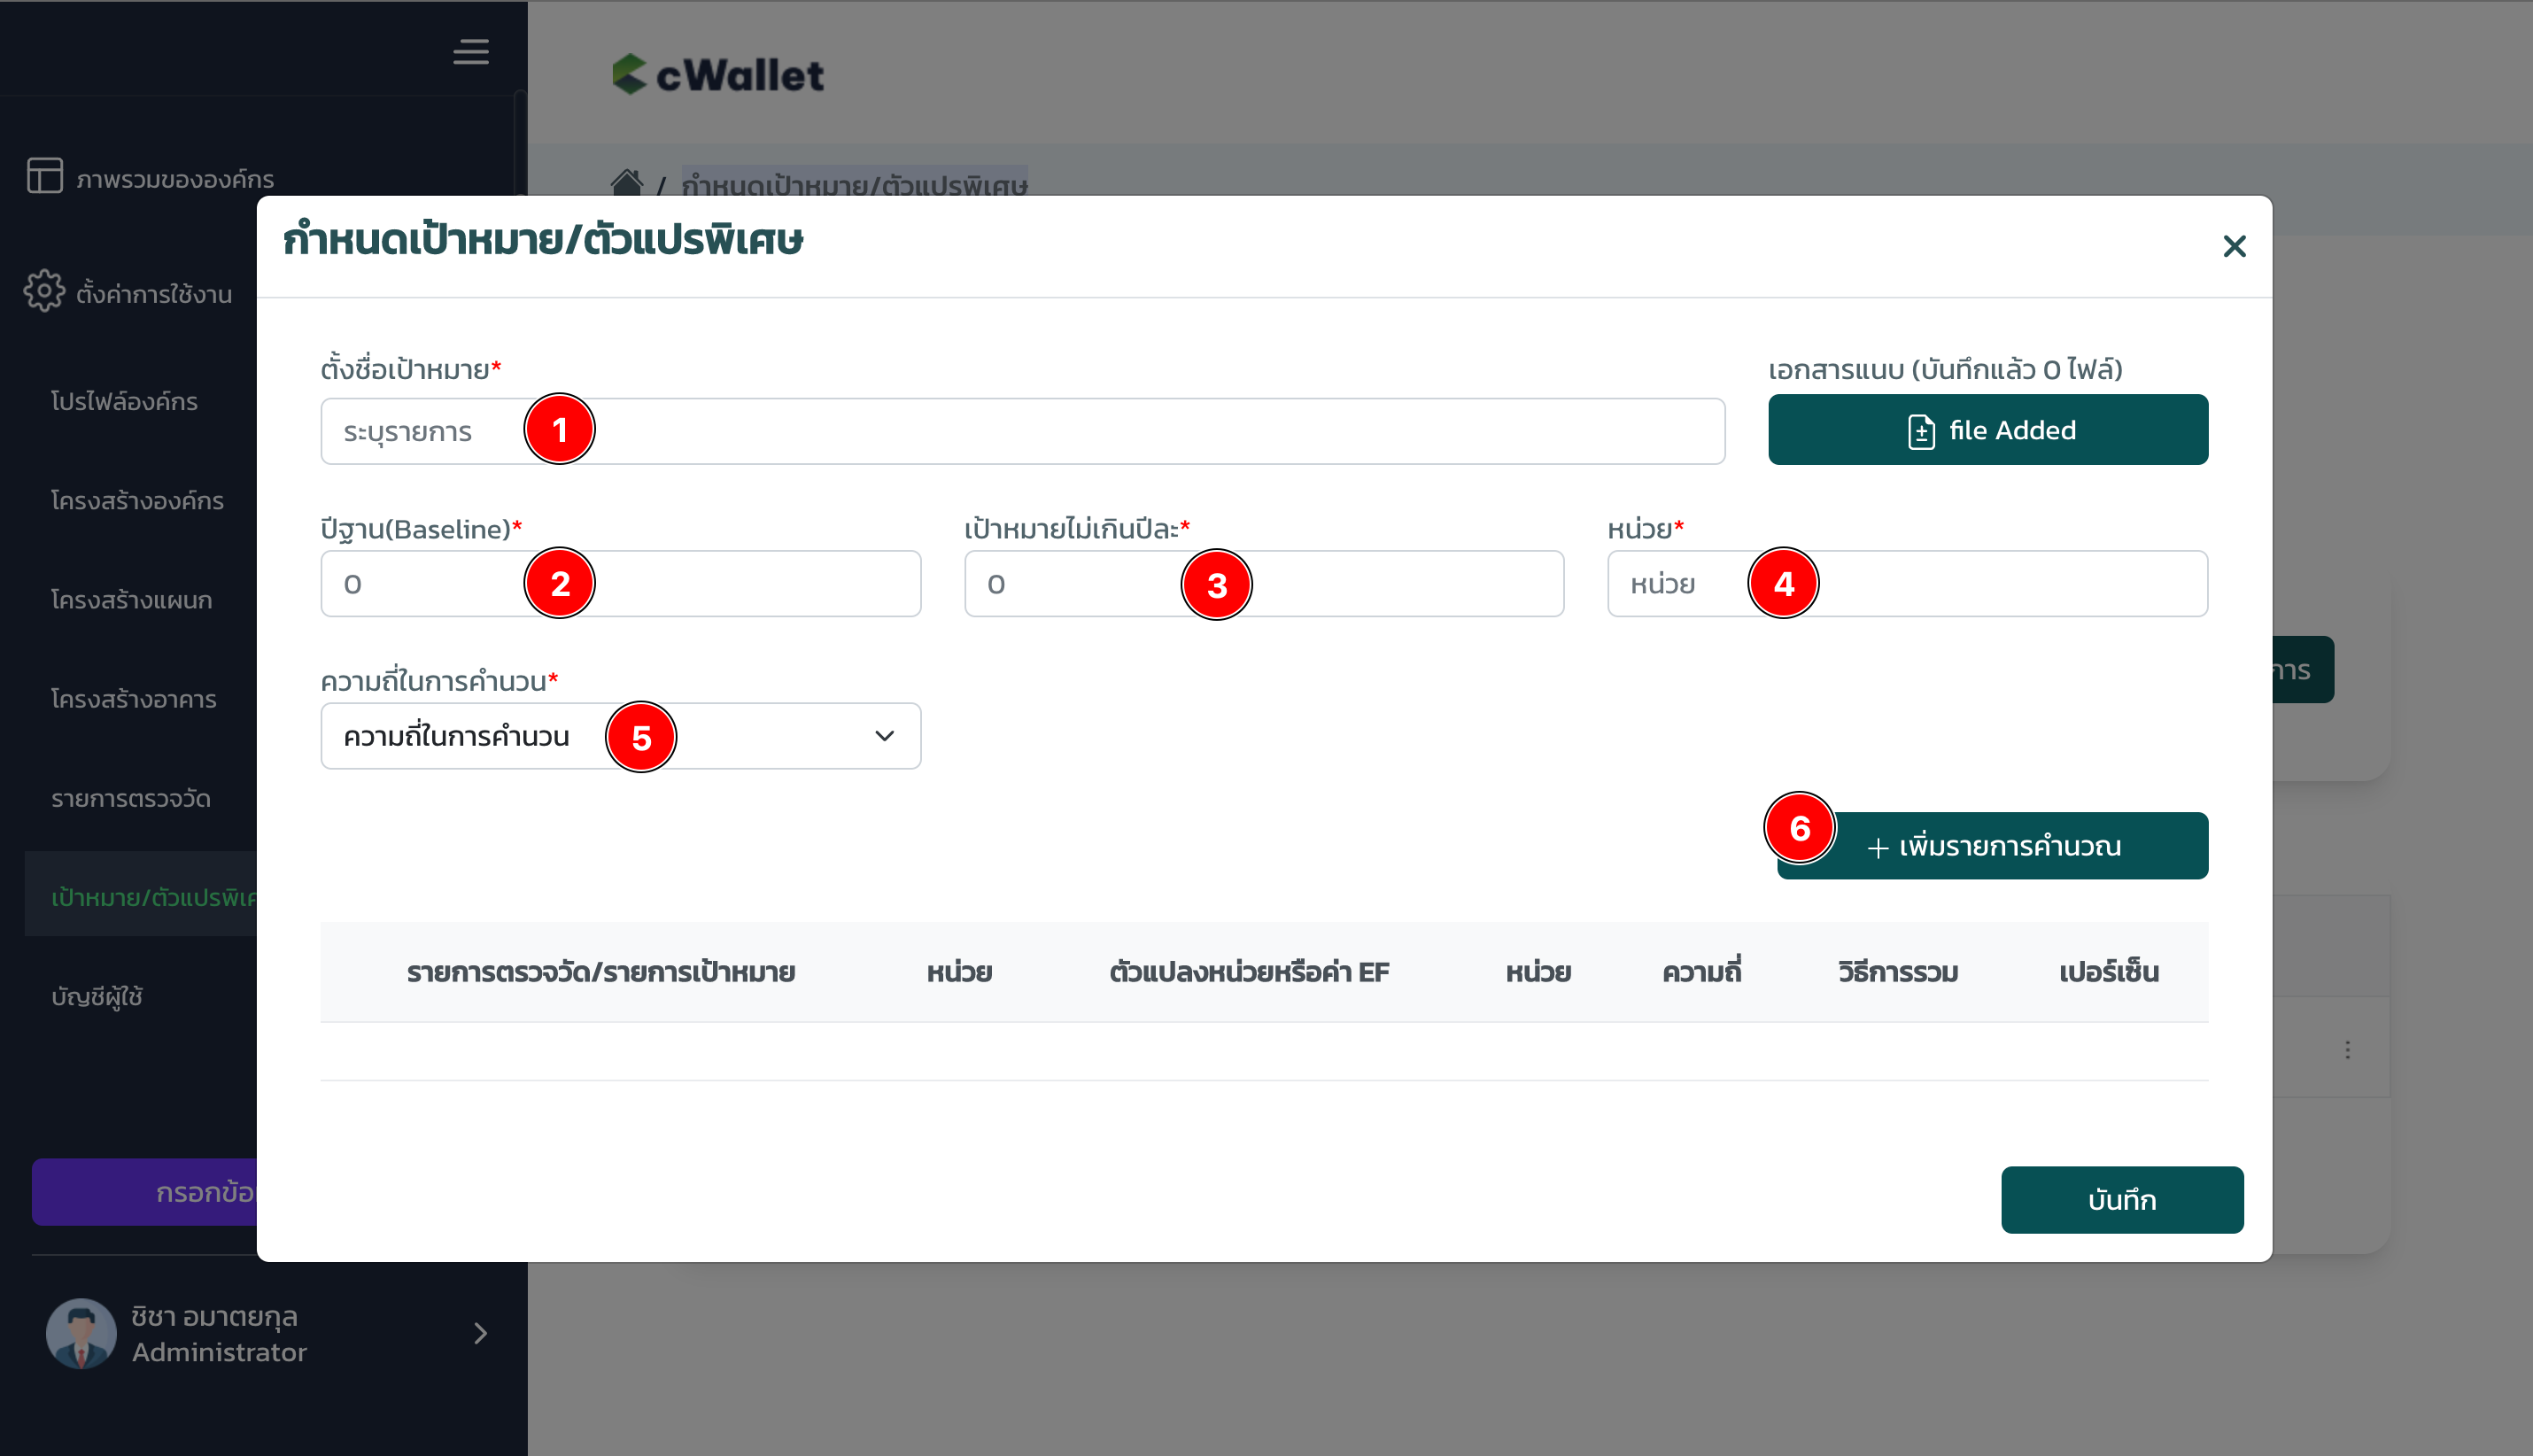 cWallet
ภาพรวมขององค์กร
/ กำหนดเป้าหมาย/ตัวแปรพิเศษ
ตั้งค่าการใช้งาน
โปรไฟล์องค์กร
โครงสร้างองค์กร
โครงสร้างแผนก
โครงสร้างอาคาร
รายการตรวจวัด
เป้าหมาย/ตัวแปรพิเศ
บัญชีผู้ใช้
กรอกข้อ
ชิชา อมาตยกุล
Administrator
กำหนดเป้าหมาย/ตัวแปรพิเศษ
ตั้งชื่อเป้าหมาย*
ระบุรายการ
1
เอกสารแนบ (บันทึกแล้ว 0 ไฟล์)
file Added
ปีฐาน(Baseline)*
0
2
เป้าหมายไม่เกินปีละ*
0
3
หน่วย*
หน่วย
4
ความถี่ในการคำนวน*
ความถี่ในการคำนวน
5
6
+ เพิ่มรายการคำนวณ
รายการตรวจวัด/รายการเป้าหมาย หน่วย ตัวแปลงหน่วยหรือค่า EF หน่วย ความถี่ วิธีการรวม เปอร์เซ็น
บันทึก
การ